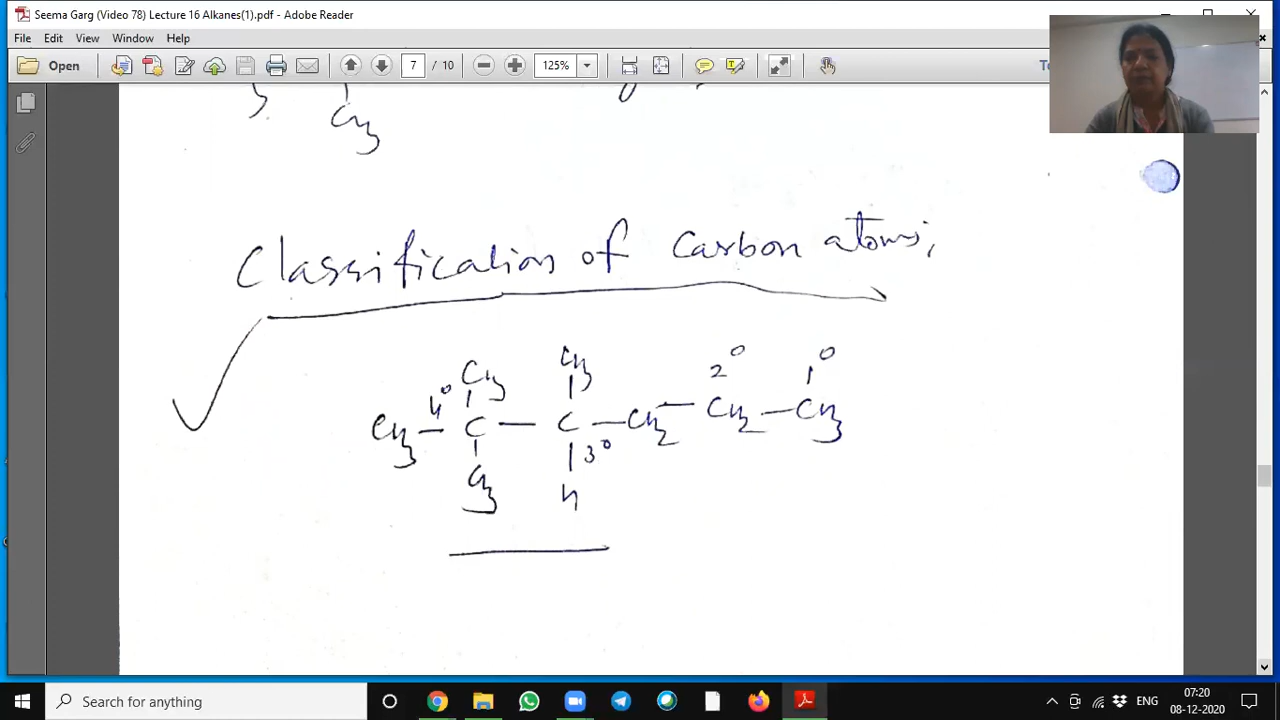 Seema Garg (Video 78) Lecture 16 Alkanes(1).pdf - Adobe Reader
File Edit View Window Help
Open 7 / 10 125%
CH3
Classification of Carbon atoms;
CH3 CH3 2° 1°
4°
CH3 — C — C — CH2 — CH2 — CH3
3°
CH3 H
Search for anything
ENG
07:20
08-12-2020